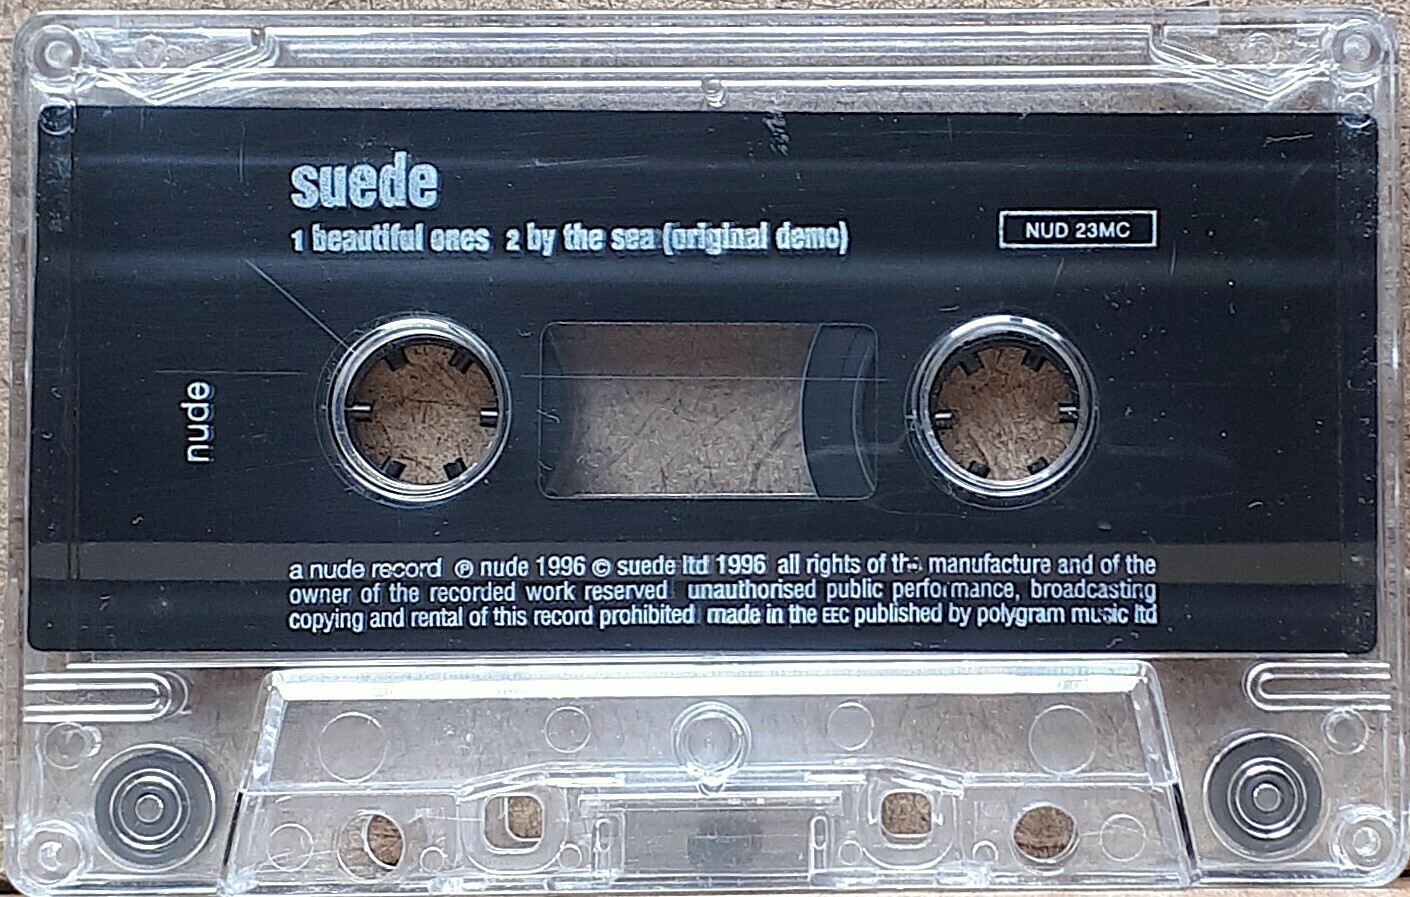 suede
1 beautiful ones 2 by the sea (original demo)
NUD 23MC
nude
a nude record ℗ nude 1996 © suede ltd 1996 all rights of the manufacture and of the
owner of the recorded work reserved unauthorised public performance, broadcasting
copying and rental of this record prohibited made in the EEC published by polygram music ltd